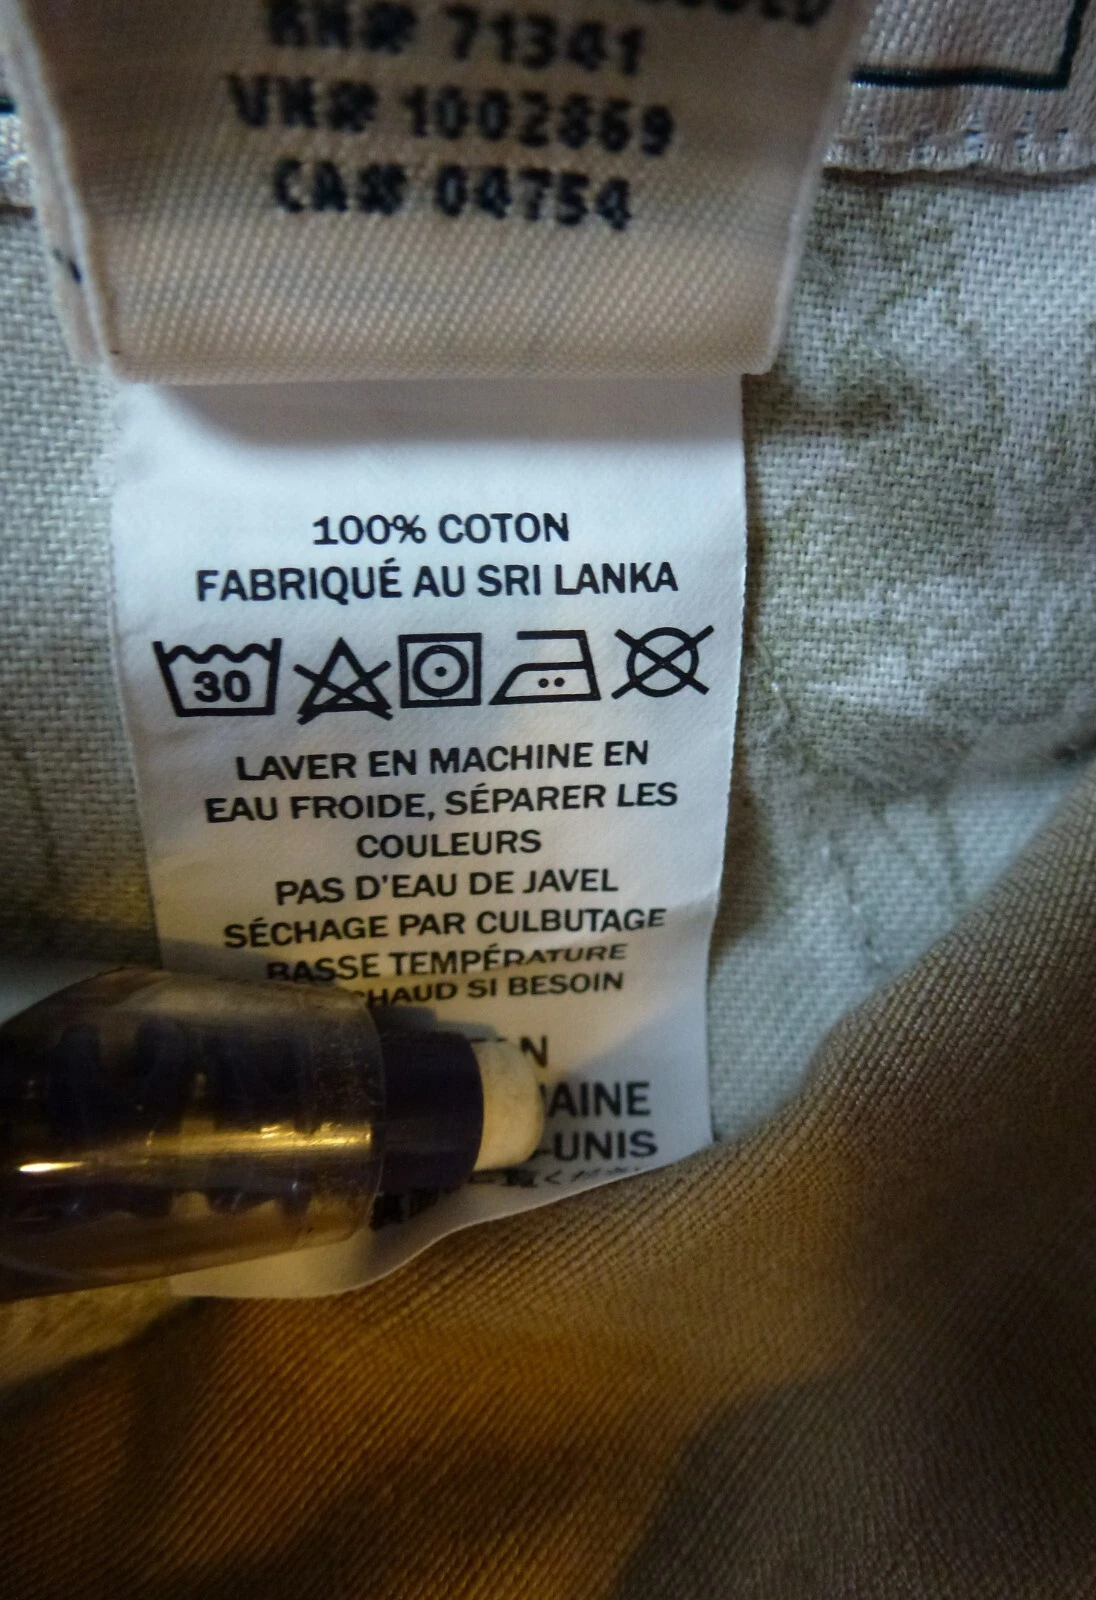 RN# 71341
VN# 1002869
CA# 04754
100% COTON
FABRIQUÉ AU SRI LANKA
30
LAVER EN MACHINE EN
EAU FROIDE, SÉPARER LES
COULEURS
PAS D'EAU DE JAVEL
SÉCHAGE PAR CULBUTAGE
BASSE TEMPÉRATURE
CHAUD SI BESOIN